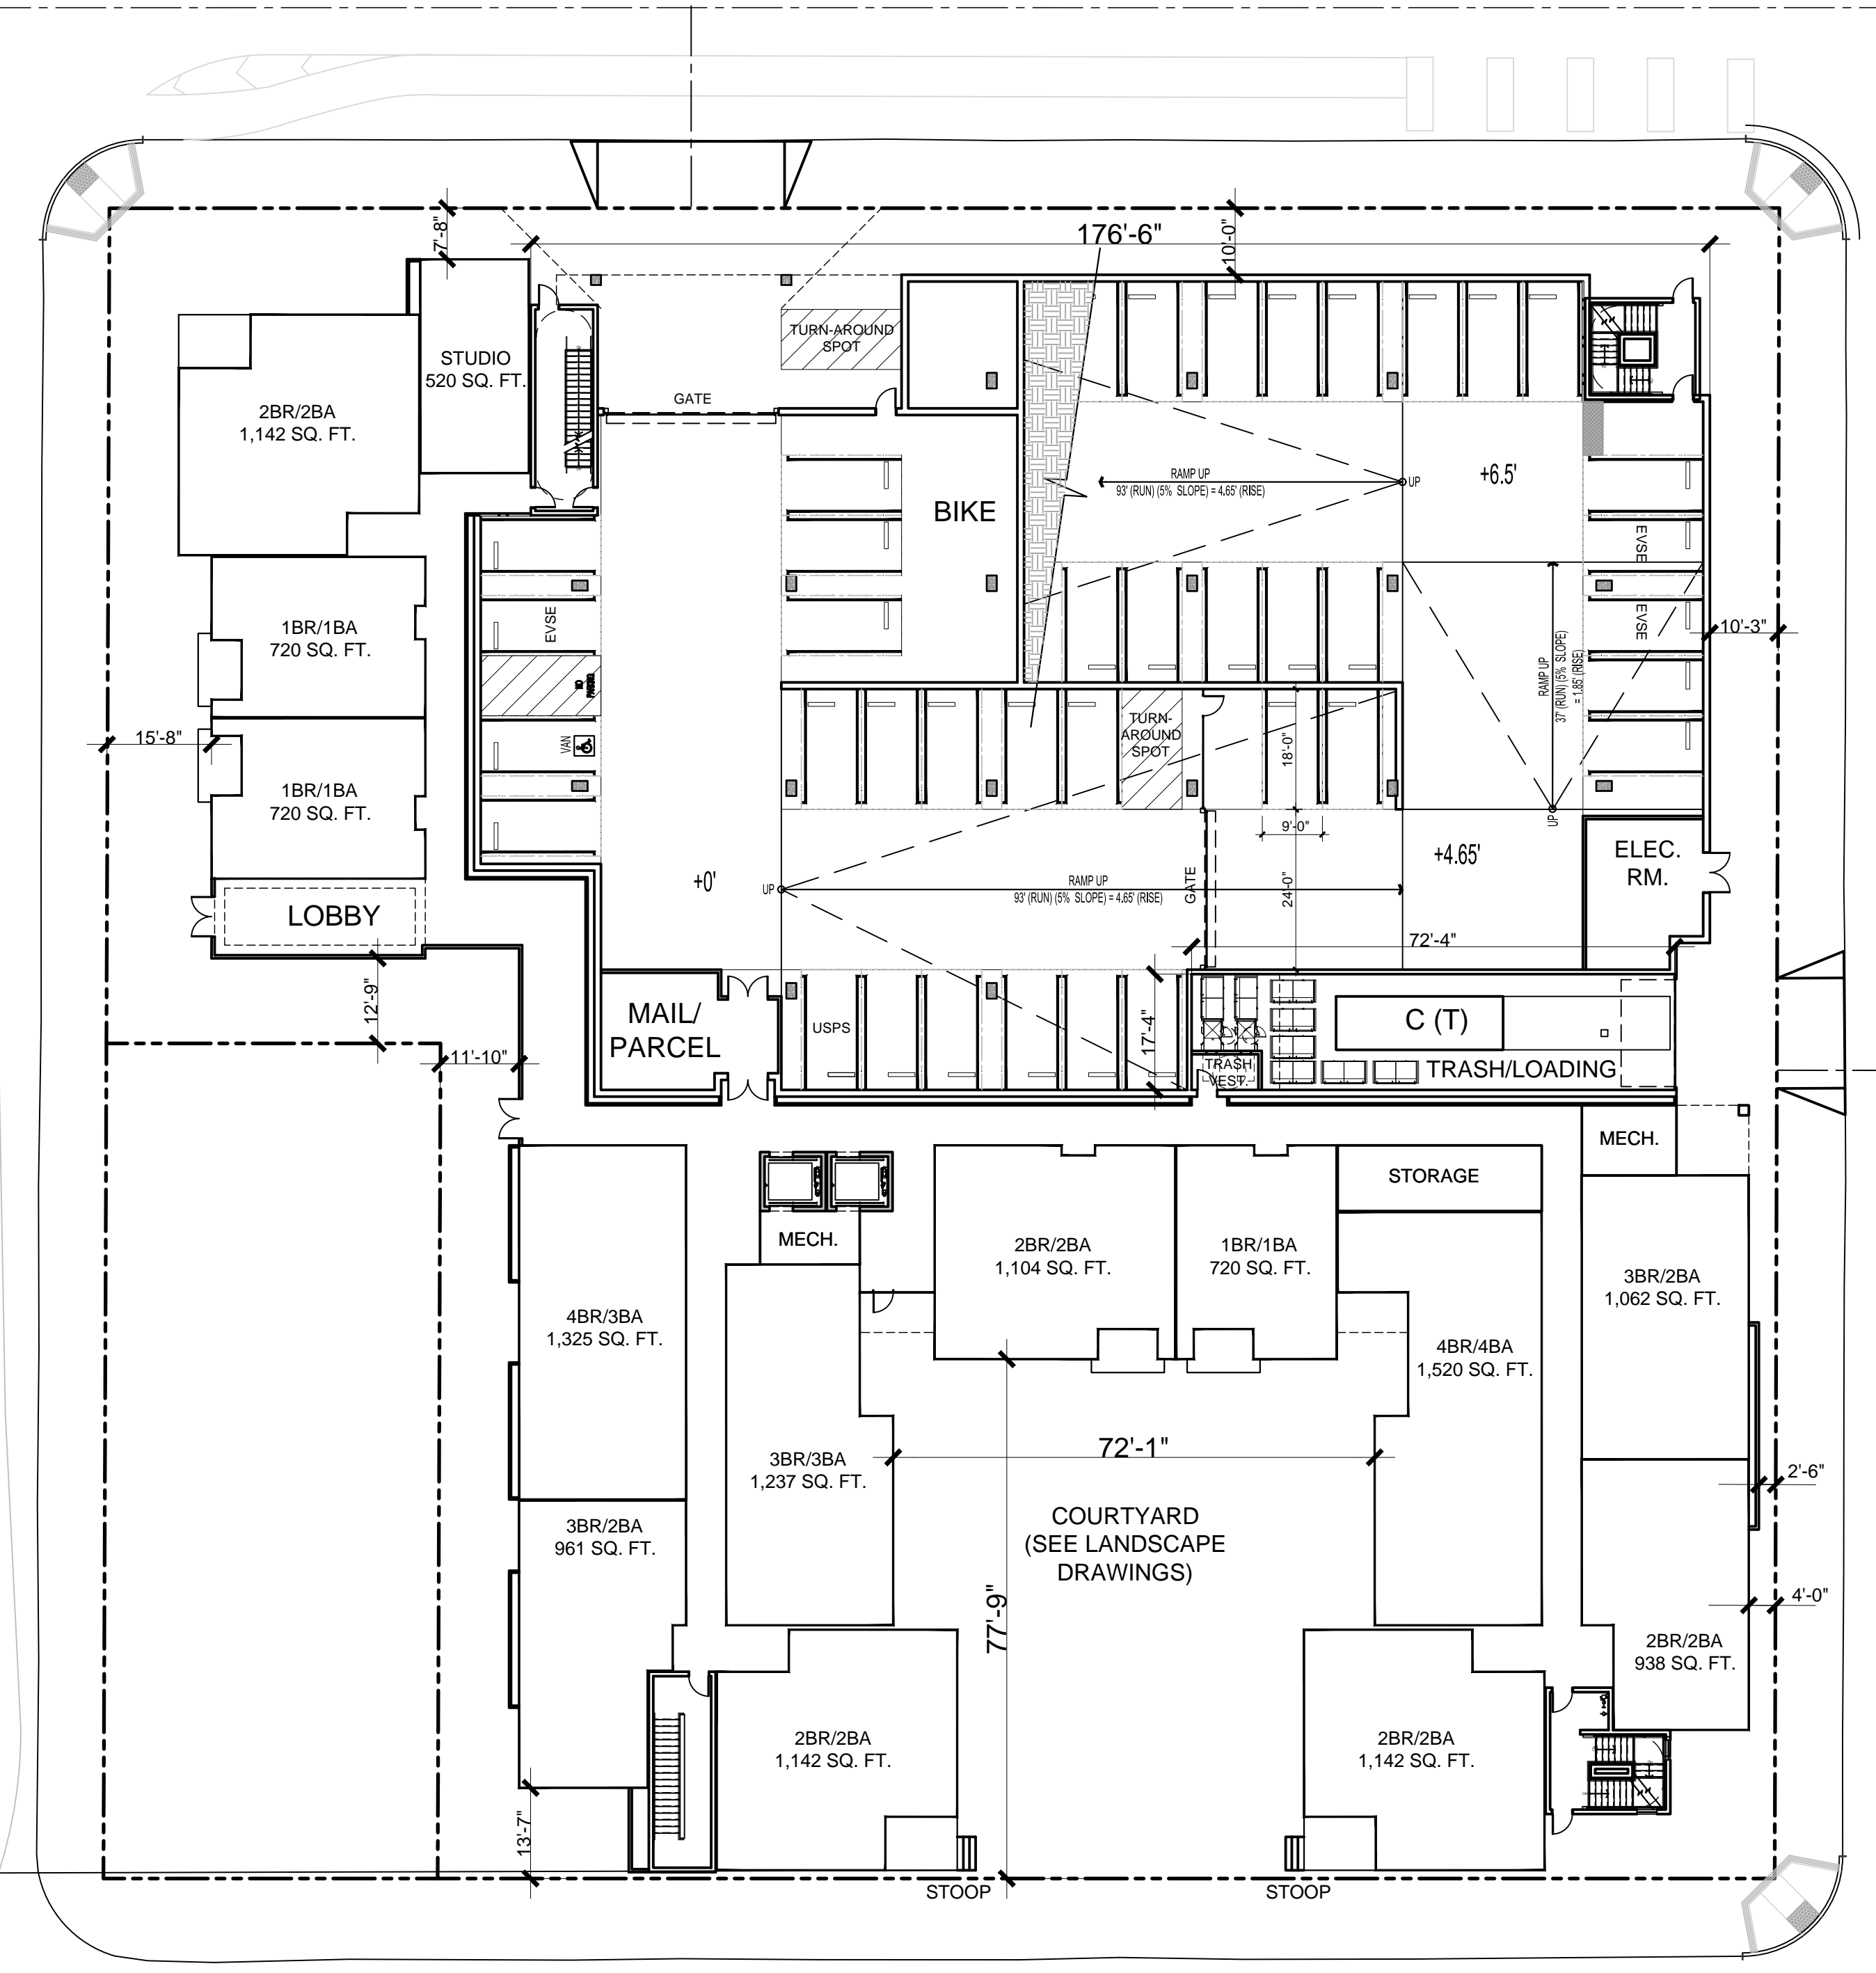 176'-6"
7'-8"
10'-0"
TURN-AROUND
SPOT
STUDIO
520 SQ. FT.
2BR/2BA
1,142 SQ. FT.
GATE
BIKE
RAMP UP
93' (RUN) (5% SLOPE) = 4.65' (RISE)
UP
+6.5'
EVSE
EVSE
EVSE
1BR/1BA
720 SQ. FT.
10'-3"
NO
PARKING
RAMP UP
37' (RUN) (5% SLOPE)
= 1.85' (RISE)
UP
15'-8"
VAN
TURN-
AROUND
SPOT
18'-0"
1BR/1BA
720 SQ. FT.
9'-0"
+4.65'
ELEC.
RM.
+0'
UP
RAMP UP
93' (RUN) (5% SLOPE) = 4.65' (RISE)
GATE
24'-0"
LOBBY
72'-4"
12'-9"
MAIL/
PARCEL
USPS
17'-4"
C (T)
TRASH
VEST.
TRASH/LOADING
11'-10"
MECH.
STORAGE
MECH.
2BR/2BA
1,104 SQ. FT.
1BR/1BA
720 SQ. FT.
3BR/2BA
1,062 SQ. FT.
4BR/3BA
1,325 SQ. FT.
4BR/4BA
1,520 SQ. FT.
72'-1"
3BR/3BA
1,237 SQ. FT.
2'-6"
COURTYARD
(SEE LANDSCAPE
DRAWINGS)
3BR/2BA
961 SQ. FT.
77'-9"
4'-0"
2BR/2BA
938 SQ. FT.
2BR/2BA
1,142 SQ. FT.
2BR/2BA
1,142 SQ. FT.
13'-7"
STOOP
STOOP